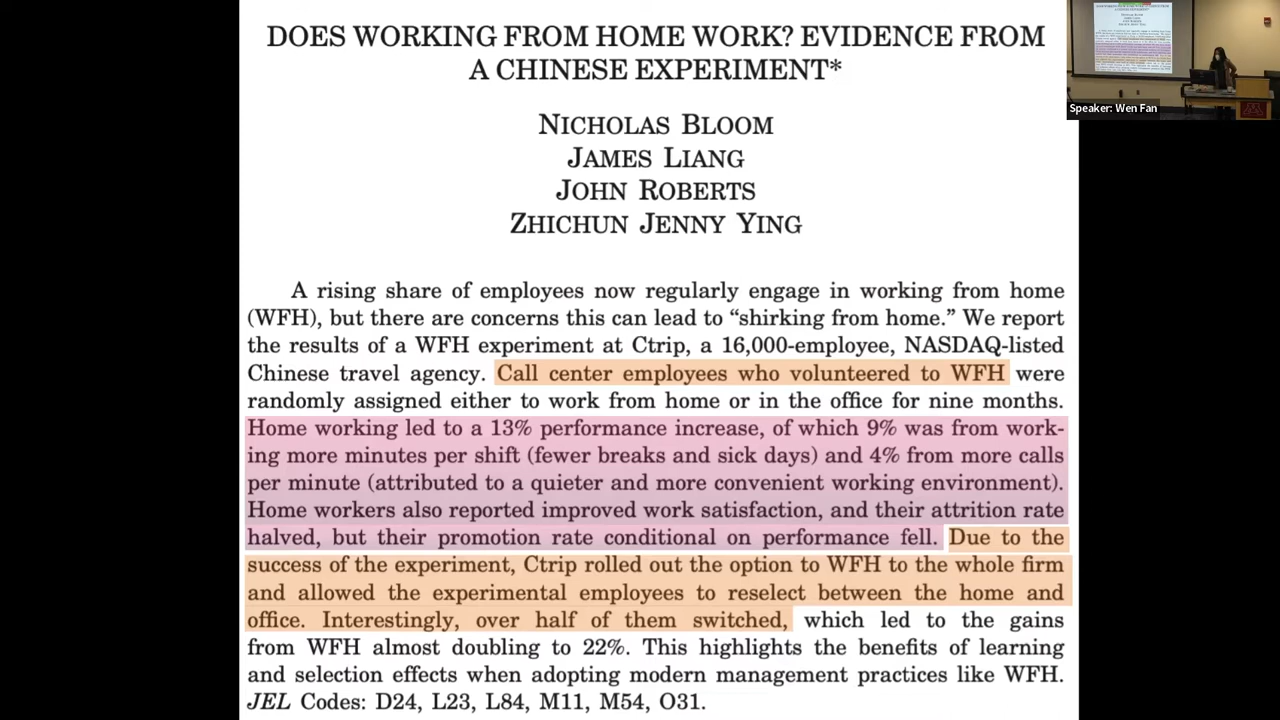 DOES WORKING FROM HOME WORK? EVIDENCE FROM
A CHINESE EXPERIMENT*
NICHOLAS BLOOM
JAMES LIANG
JOHN ROBERTS
ZHICHUN JENNY YING
A rising share of employees now regularly engage in working from home
(WFH), but there are concerns this can lead to “shirking from home.” We report
the results of a WFH experiment at Ctrip, a 16,000-employee, NASDAQ-listed
Chinese travel agency. Call center employees who volunteered to WFH were
randomly assigned either to work from home or in the office for nine months.
Home working led to a 13% performance increase, of which 9% was from work-
ing more minutes per shift (fewer breaks and sick days) and 4% from more calls
per minute (attributed to a quieter and more convenient working environment).
Home workers also reported improved work satisfaction, and their attrition rate
halved, but their promotion rate conditional on performance fell. Due to the
success of the experiment, Ctrip rolled out the option to WFH to the whole firm
and allowed the experimental employees to reselect between the home and
office. Interestingly, over half of them switched, which led to the gains
from WFH almost doubling to 22%. This highlights the benefits of learning
and selection effects when adopting modern management practices like WFH.
JEL Codes: D24, L23, L84, M11, M54, O31.
Speaker: Wen Fan